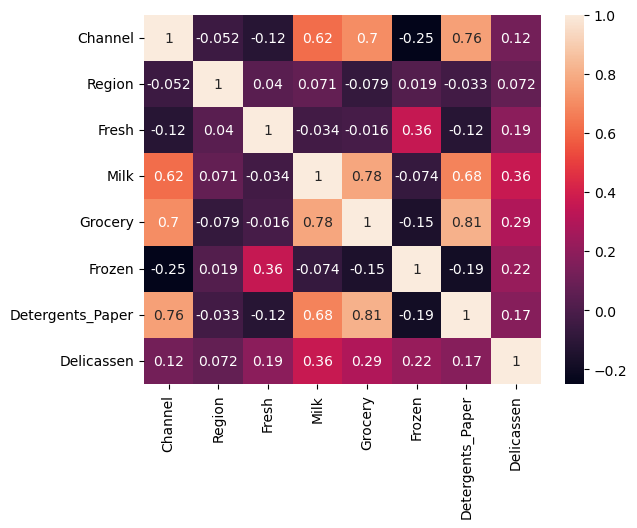 Channel 1 -0.052 -0.12 0.62 0.7 -0.25 0.76 0.12
Region -0.052 1 0.04 0.071 -0.079 0.019 -0.033 0.072
Fresh -0.12 0.04 1 -0.034 -0.016 0.36 -0.12 0.19
Milk 0.62 0.071 -0.034 1 0.78 -0.074 0.68 0.36
Grocery 0.7 -0.079 -0.016 0.78 1 -0.15 0.81 0.29
Frozen -0.25 0.019 0.36 -0.074 -0.15 1 -0.19 0.22
Detergents_Paper 0.76 -0.033 -0.12 0.68 0.81 -0.19 1 0.17
Delicassen 0.12 0.072 0.19 0.36 0.29 0.22 0.17 1
Channel
Region
Fresh
Milk
Grocery
Frozen
Detergents_Paper
Delicassen
1.0
0.8
0.6
0.4
0.2
0.0
-0.2